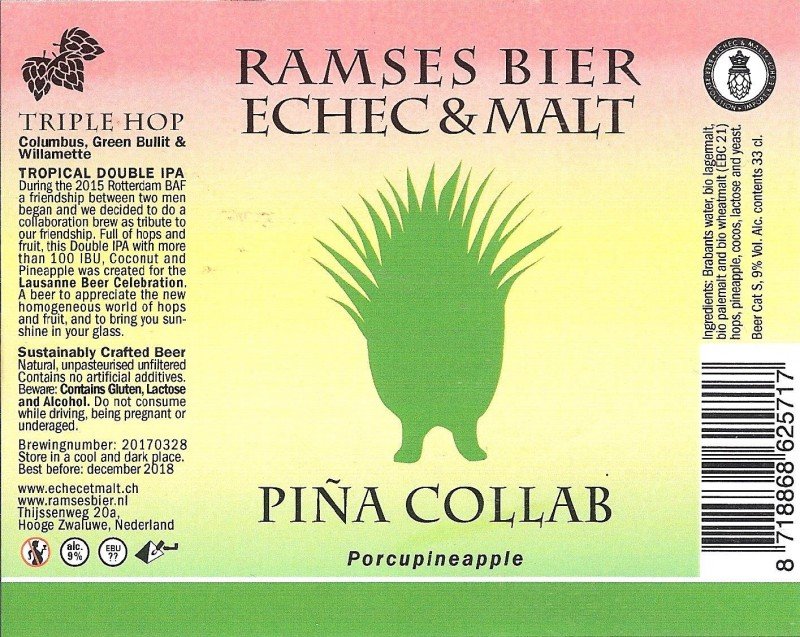 TRIPLE HOP
Columbus, Green Bullit &
Willamette
TROPICAL DOUBLE IPA
During the 2015 Rotterdam BAF
a friendship between two men
began and we decided to do a
collaboration brew as tribute to
our friendship. Full of hops and
fruit, this Double IPA with more
than 100 IBU, Coconut and
Pineapple was created for the
Lausanne Beer Celebration.
A beer to appreciate the new
homogeneous world of hops
and fruit, and to bring you sun-
shine in your glass.
Sustainably Crafted Beer
Natural, unpasteurised unfiltered
Contains no artificial additives.
Beware: Contains Gluten, Lactose
and Alcohol. Do not consume
while driving, being pregnant or
underaged.
Brewingnumber: 20170328
Store in a cool and dark place.
Best before: december 2018
www.echecetmalt.ch
www.ramsesbier.nl
Thijssenweg 20a,
Hooge Zwaluwe, Nederland
alc.
9%
EBU
??
RAMSES BIER
ECHEC & MALT
PIÑA COLLAB
Porcupineapple
ECHEC & MALT
Ingredients: Brabants water, bio lagermalt,
bio palemalt and bio wheatmalt (EBC 21)
hops, pineapple, cocos, lactose and yeast.
Beer Cat S, 9% Vol. Alc. contents 33 cl.
8 718868 625717